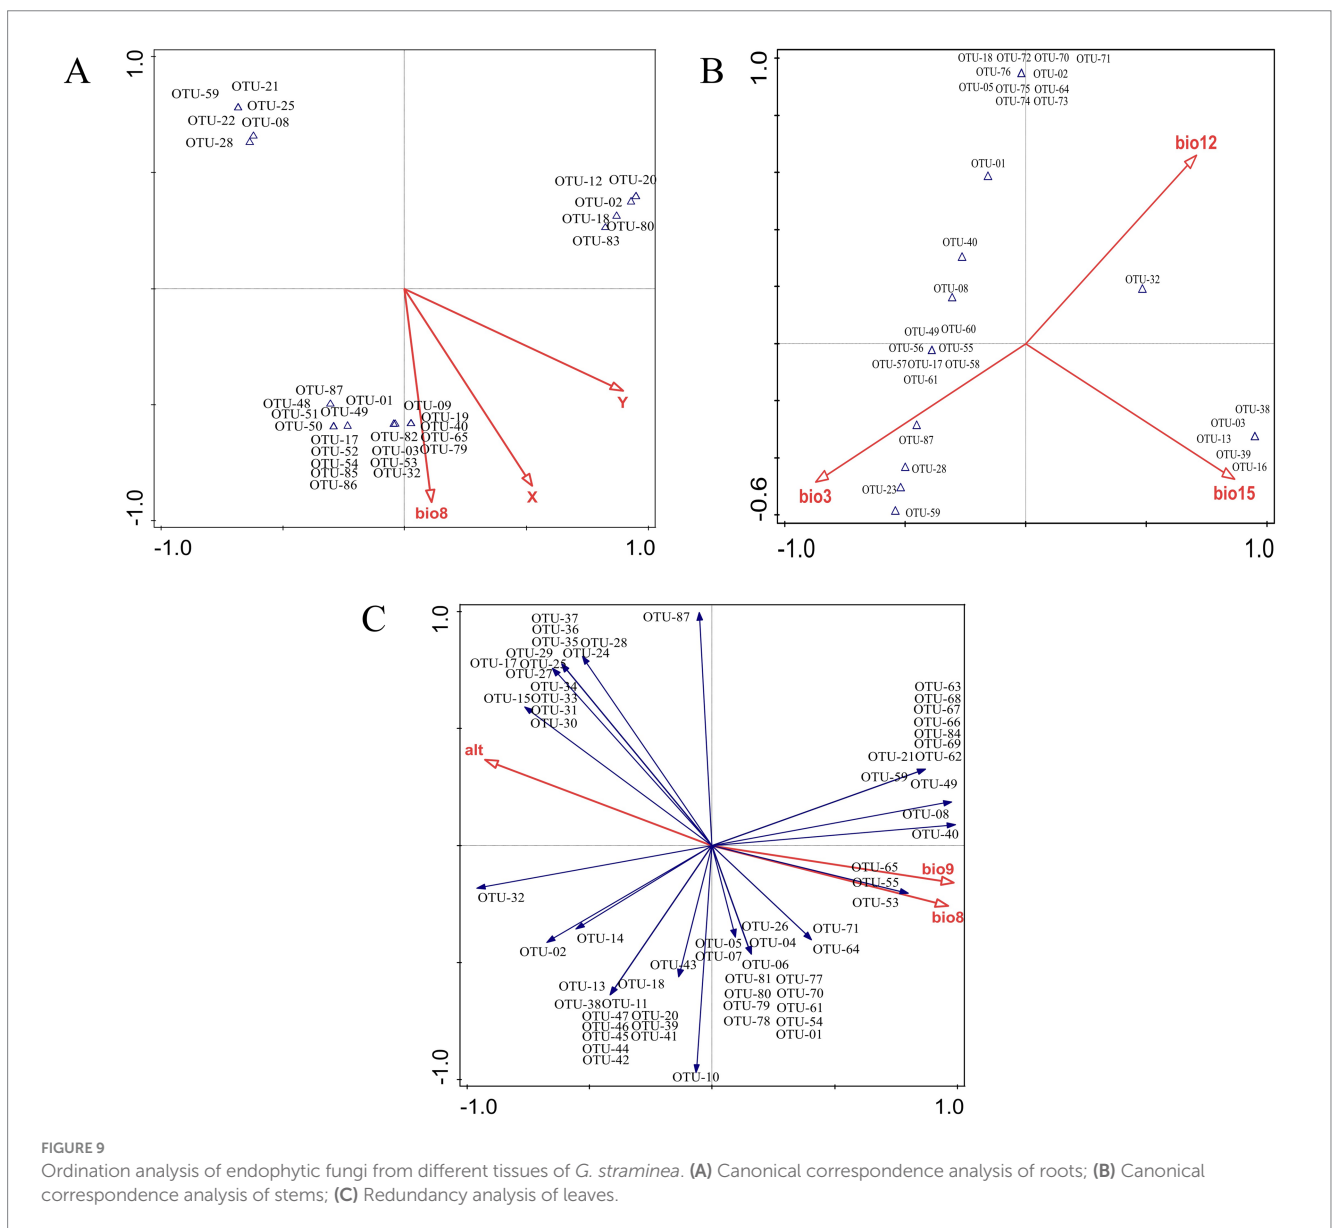 A
1.0
OTU-21
OTU-59
OTU-25
OTU-22 OTU-08
OTU-28
OTU-12 OTU-20
OTU-02
OTU-18 OTU-80
OTU-83
OTU-87
OTU-48 OTU-01 OTU-09
OTU-51 OTU-49 OTU-19
OTU-50 OTU-40
OTU-17 OTU-82 OTU-65
OTU-52 OTU-03 OTU-79
OTU-54 OTU-53
OTU-85 OTU-32
OTU-86
Y
X
bio8
-1.0
-1.0 1.0
B
1.0
OTU-18 OTU-72 OTU-70 OTU-71
OTU-76 OTU-02
OTU-05 OTU-75 OTU-64
OTU-74 OTU-73
bio12
OTU-01
OTU-40
OTU-32
OTU-08
OTU-49 OTU-60
OTU-56 OTU-55
OTU-57 OTU-17 OTU-58
OTU-61
OTU-38
OTU-03
OTU-87 OTU-13
OTU-39
OTU-28 OTU-16
OTU-23
bio3 bio15
OTU-59
-0.6
-1.0 1.0
C
1.0
OTU-37 OTU-87
OTU-36
OTU-35 OTU-28
OTU-29 OTU-24
OTU-17 OTU-25
OTU-27
OTU-34
OTU-15 OTU-33
OTU-31
OTU-30
alt
OTU-63
OTU-68
OTU-67
OTU-66
OTU-84
OTU-69
OTU-21 OTU-62
OTU-59 OTU-49
OTU-08
OTU-40
OTU-65 bio9
OTU-55
OTU-53
bio8
OTU-32
OTU-14
OTU-02
OTU-26 OTU-71
OTU-05 OTU-04 OTU-64
OTU-07
OTU-43 OTU-06
OTU-13 OTU-18 OTU-81 OTU-77
OTU-38 OTU-11 OTU-80 OTU-70
OTU-47 OTU-20 OTU-79 OTU-61
OTU-46 OTU-39 OTU-78 OTU-54
OTU-45 OTU-41 OTU-01
OTU-44
OTU-42
OTU-10
-1.0
-1.0 1.0
FIGURE 9
Ordination analysis of endophytic fungi from different tissues of G. straminea. (A) Canonical correspondence analysis of roots; (B) Canonical
correspondence analysis of stems; (C) Redundancy analysis of leaves.